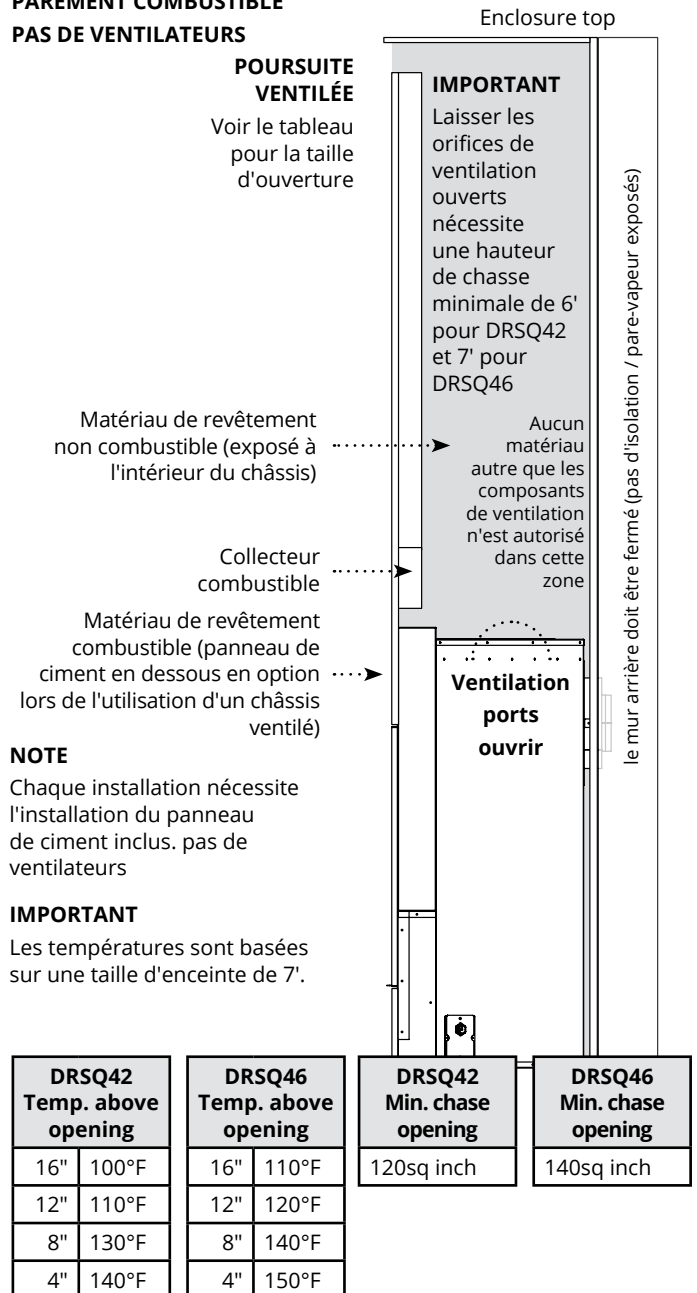 PAREMENT COMBUSTIBLE
PAS DE VENTILATEURS
Enclosure top
POURSUITE
VENTILÉE
Voir le tableau
pour la taille
d'ouverture
IMPORTANT
Laisser les
orifices de
ventilation
ouverts
nécessite
une hauteur
de chasse
minimale de 6'
pour DRSQ42
et 7' pour
DRSQ46
Aucun
matériau
autre que les
composants
de ventilation
n'est autorisé
dans cette
zone
le mur arrière doit être fermé (pas d'isolation / pare-vapeur exposés)
Matériau de revêtement
non combustible (exposé à
l'intérieur du châssis)
Collecteur
combustible
Matériau de revêtement
combustible (panneau de
ciment en dessous en option
lors de l'utilisation d'un châssis
ventilé)
Ventilation
ports
ouvrir
NOTE
Chaque installation nécessite
l'installation du panneau
de ciment inclus. pas de
ventilateurs
IMPORTANT
Les températures sont basées
sur une taille d'enceinte de 7'.
DRSQ42
Temp. above
opening
16" 100°F
12" 110°F
8" 130°F
4" 140°F
DRSQ46
Temp. above
opening
16" 110°F
12" 120°F
8" 140°F
4" 150°F
DRSQ42
Min. chase
opening
120sq inch
DRSQ46
Min. chase
opening
140sq inch